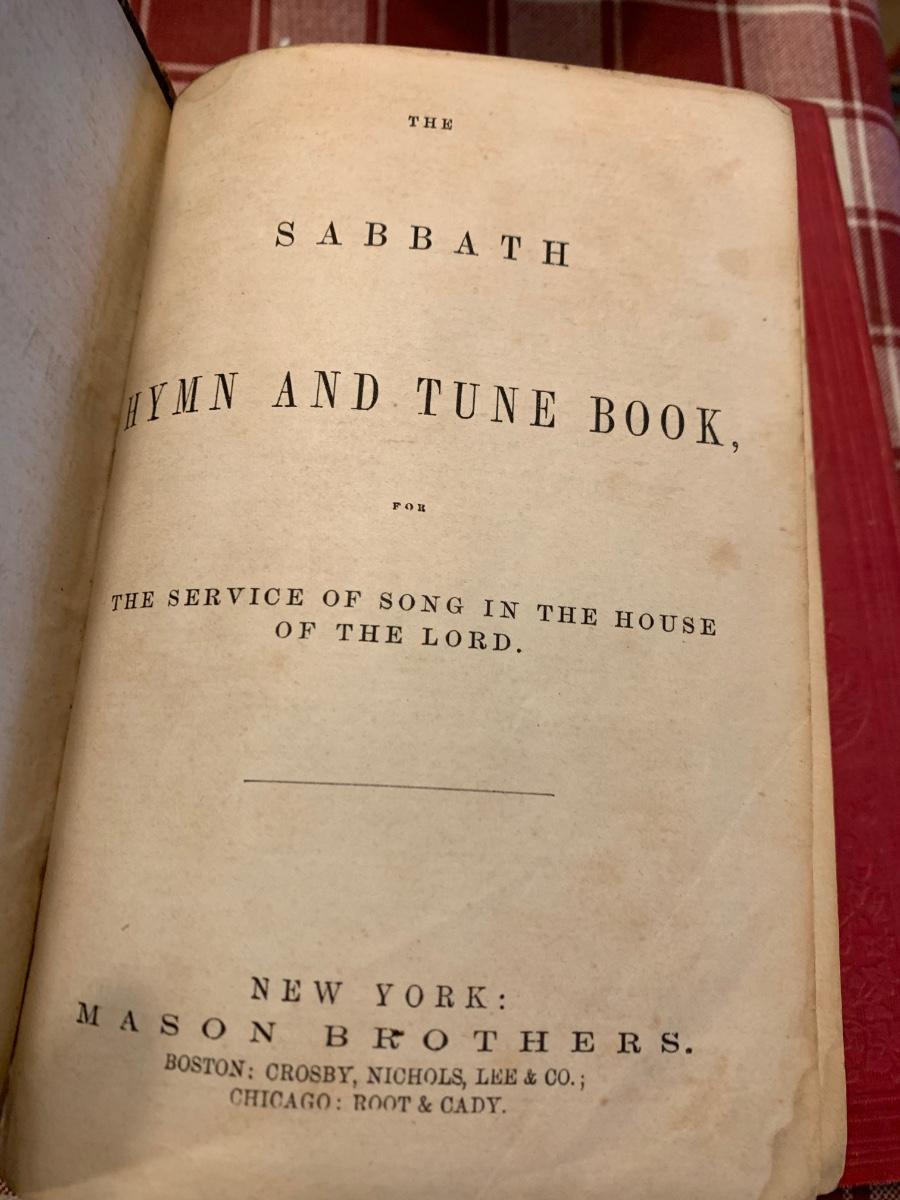 THE
SABBATH
HYMN AND TUNE BOOK,
FOR
THE SERVICE OF SONG IN THE HOUSE
OF THE LORD.
NEW YORK:
MASON BROTHERS.
BOSTON: CROSBY, NICHOLS, LEE & CO.;
CHICAGO: ROOT & CADY.